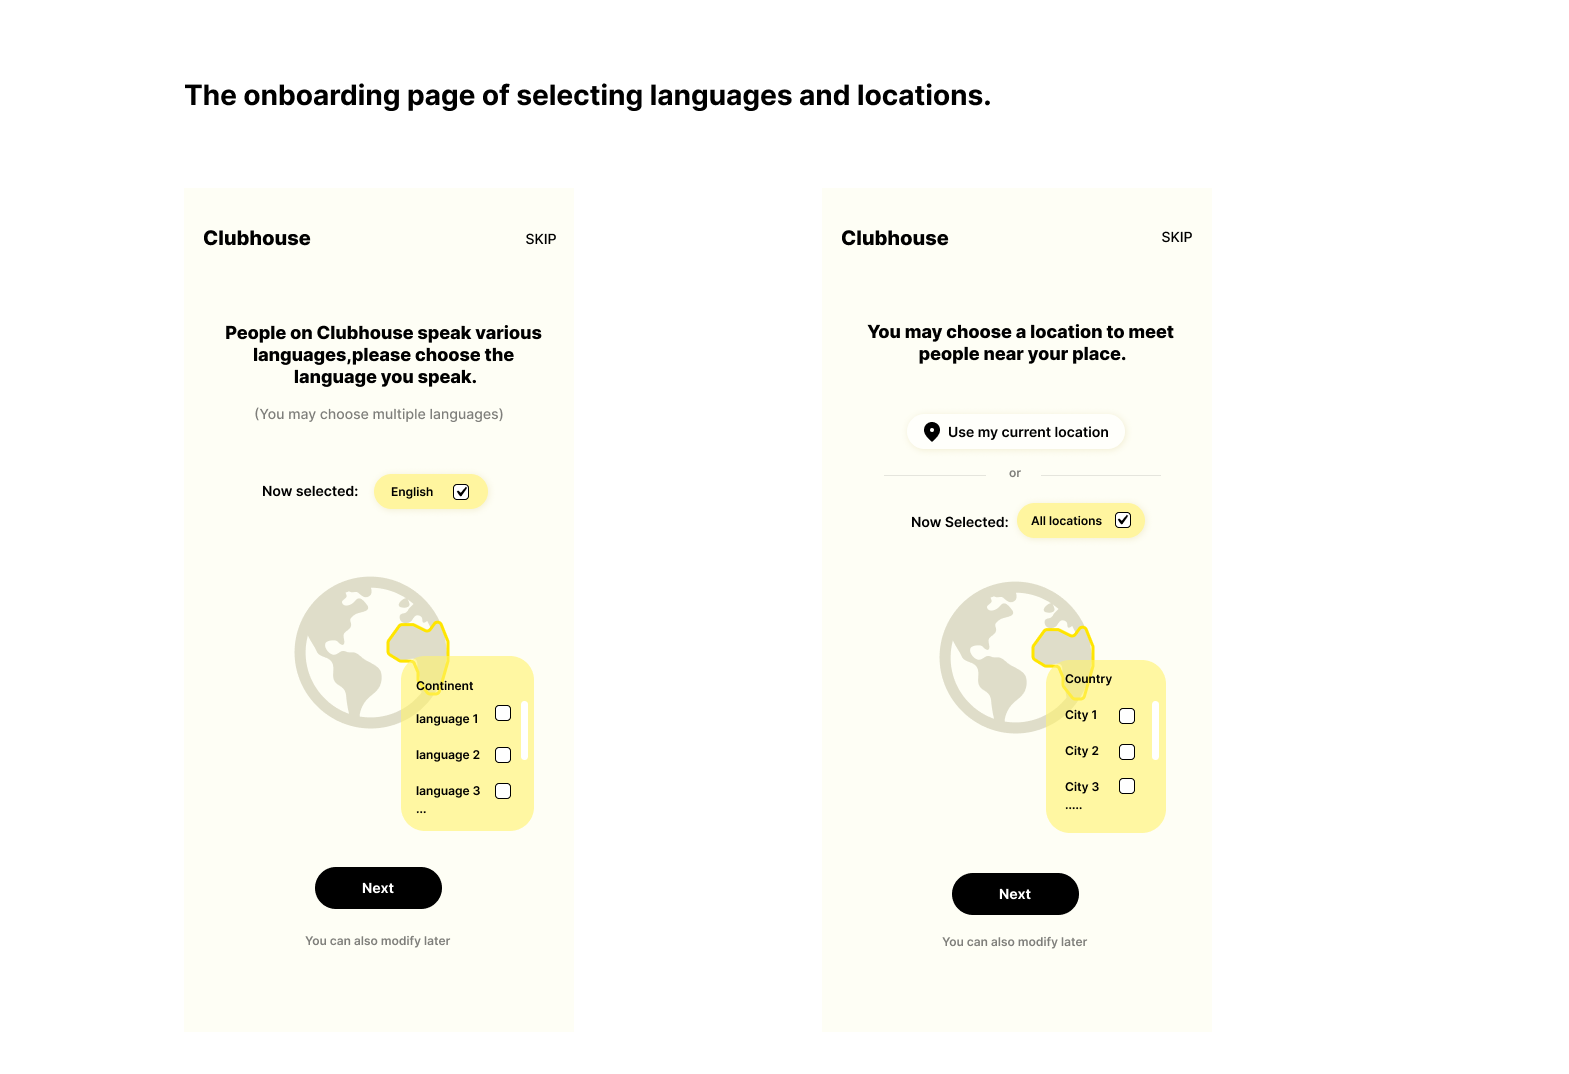 The onboarding page of selecting languages and locations.
Clubhouse
SKIP
People on Clubhouse speak various
languages,please choose the
language you speak.
(You may choose multiple languages)
Now selected:
English
Continent
language 1
language 2
language 3
...
Next
You can also modify later
Clubhouse
SKIP
You may choose a location to meet
people near your place.
Use my current location
or
Now Selected:
All locations
Country
City 1
City 2
City 3
.....
Next
You can also modify later